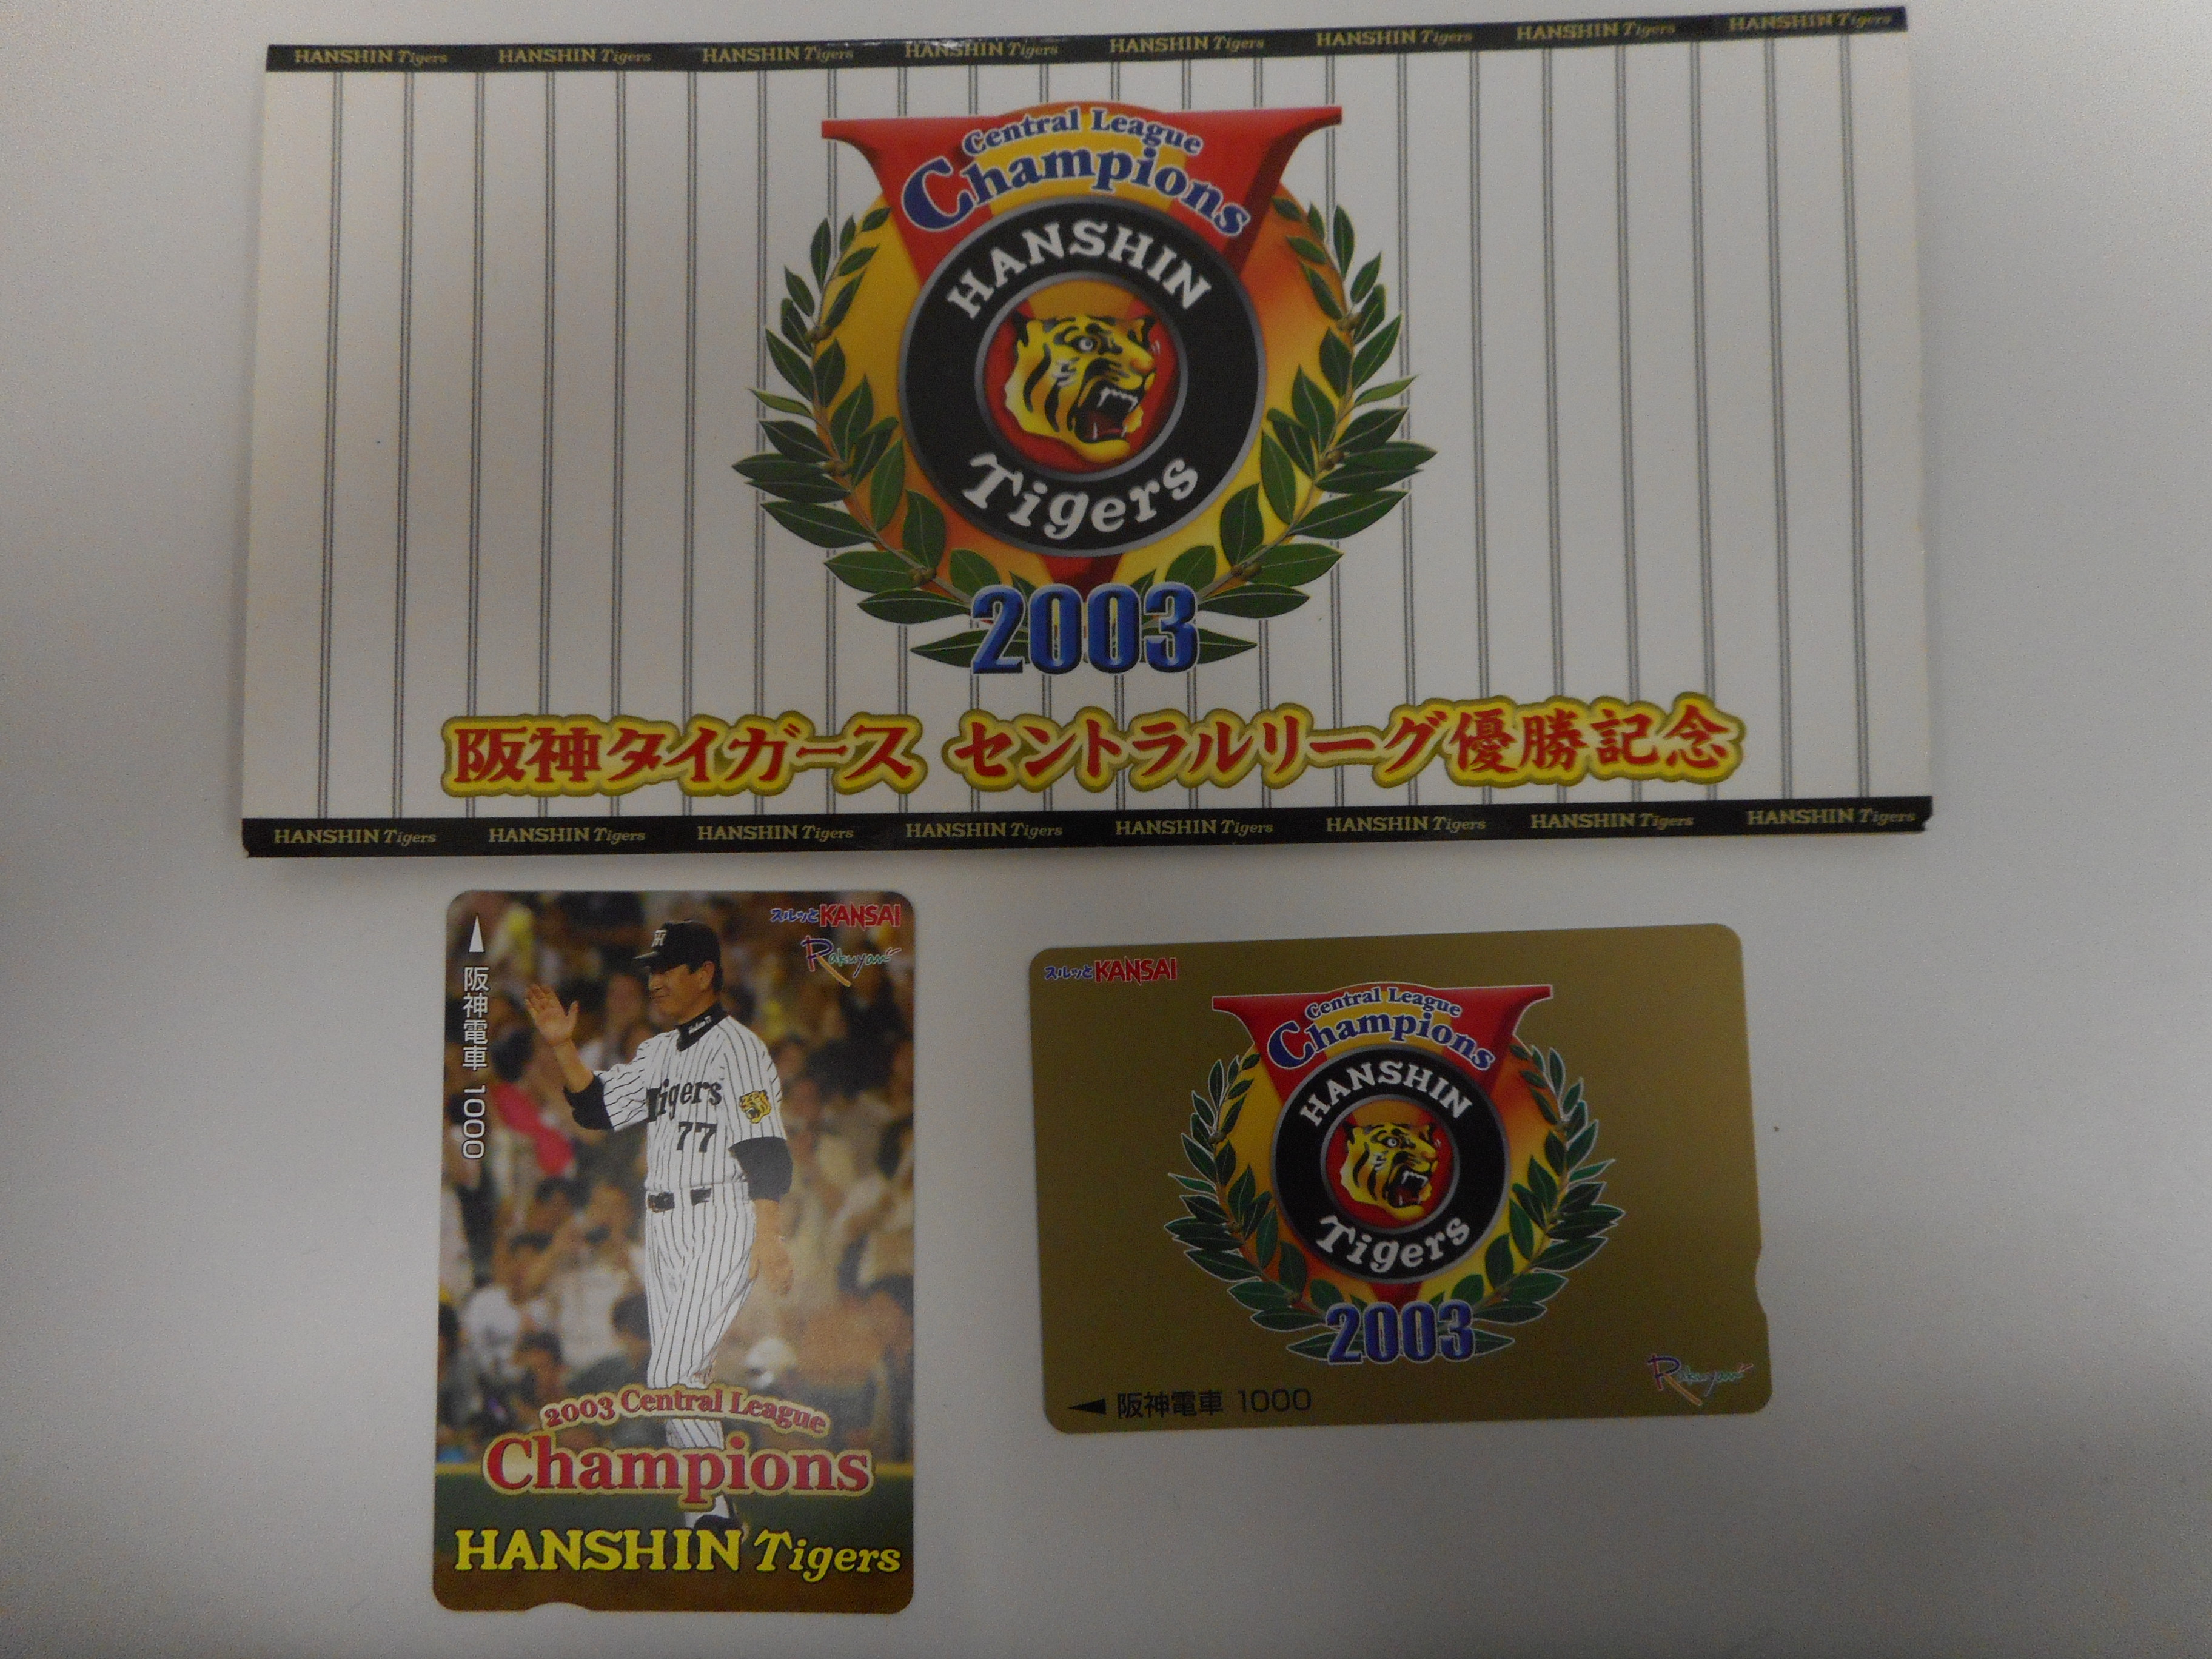 HANSHIN Tigers HANSHIN Tigers HANSHIN Tigers HANSHIN Tigers HANSHIN Tigers HANSHIN Tigers HANSHIN Tigers HANSHIN Tigers
Central League
Champions
HANSHIN
Tigers
2003
阪神タイガース セントラルリーグ優勝記念
HANSHIN Tigers HANSHIN Tigers HANSHIN Tigers HANSHIN Tigers HANSHIN Tigers HANSHIN Tigers HANSHIN Tigers HANSHIN Tigers
スルッとKANSAI
Rakuyan
阪神電車 1000
Tigers
77
2003 Central League
Champions
HANSHIN Tigers
スルッとKANSAI
Central League
Champions
HANSHIN
Tigers
2003
Rakuyan
阪神電車 1000